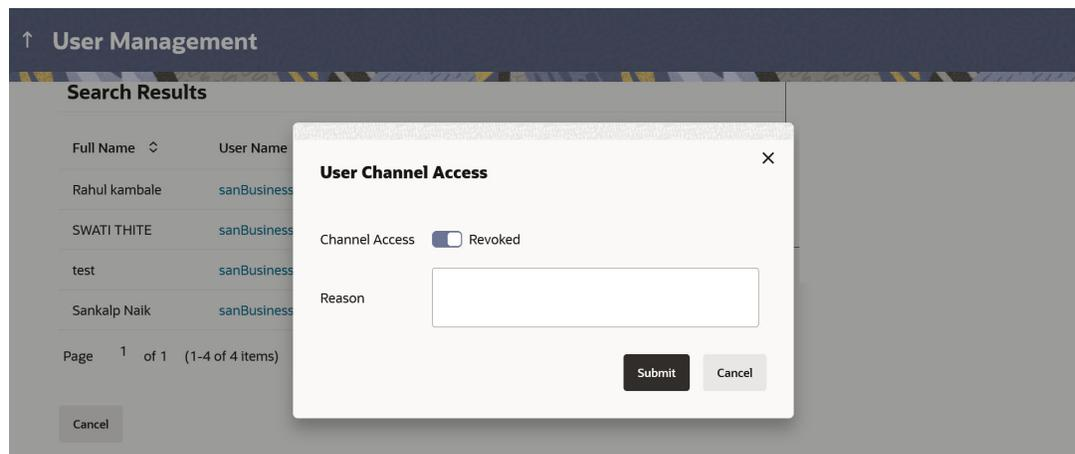 User Management
Search Results
Full Name User Name
Rahul kambale sanBusiness
SWATI THITE sanBusiness
test sanBusiness
Sankalp Naik sanBusiness
Page 1 of 1 (1-4 of 4 items)
Cancel
User Channel Access
Channel Access Revoked
Reason
Submit Cancel